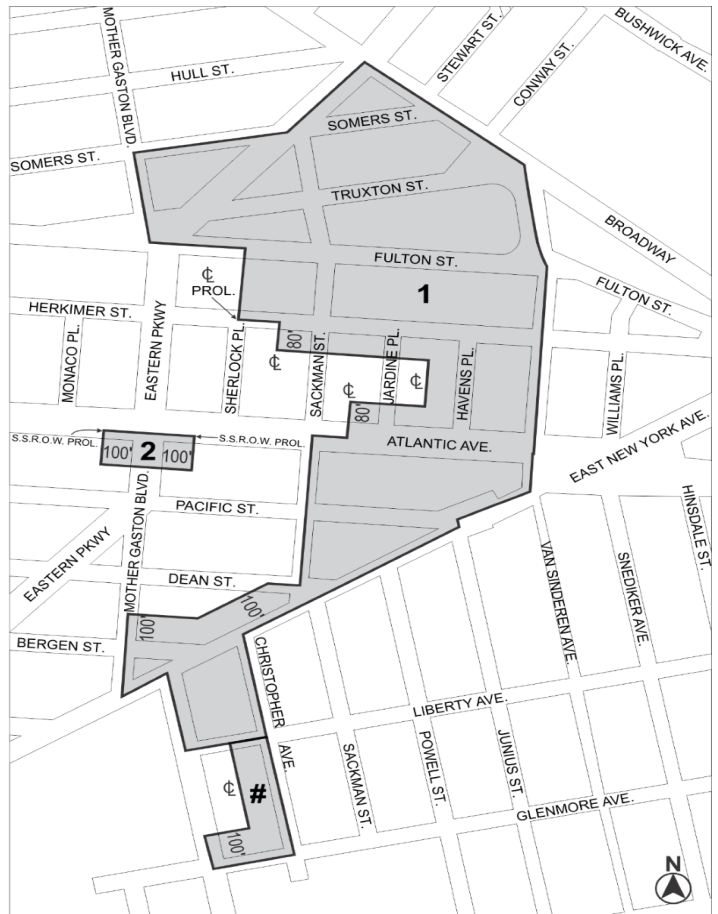 MOTHER GASTON BLVD.
HULL ST.
STEWART ST.
CONWAY ST.
BUSHWICK AVE.
SOMERS ST.
SOMERS ST.
TRUXTON ST.
BROADWAY
FULTON ST.
FULTON ST.
℄
PROL.
1
HERKIMER ST.
MONACO PL.
EASTERN PKWY
SHERLOCK PL.
80'
℄
SACKMAN ST.
℄
JARDINE PL.
℄
HAVENS PL.
WILLIAMS PL.
80'
ATLANTIC AVE.
EAST NEW YORK AVE.
S.S.R.O.W. PROL.
S.S.R.O.W. PROL.
100'
2
100'
PACIFIC ST.
MOTHER GASTON BLVD.
EASTERN PKWY
DEAN ST.
100'
100'
BERGEN ST.
VAN SINDEREN AVE.
SNEDIKER AVE.
HINSDALE ST.
CHRISTOPHER AVE.
LIBERTY AVE.
SACKMAN ST.
POWELL ST.
JUNIUS ST.
GLENMORE AVE.
℄
#
100'
N